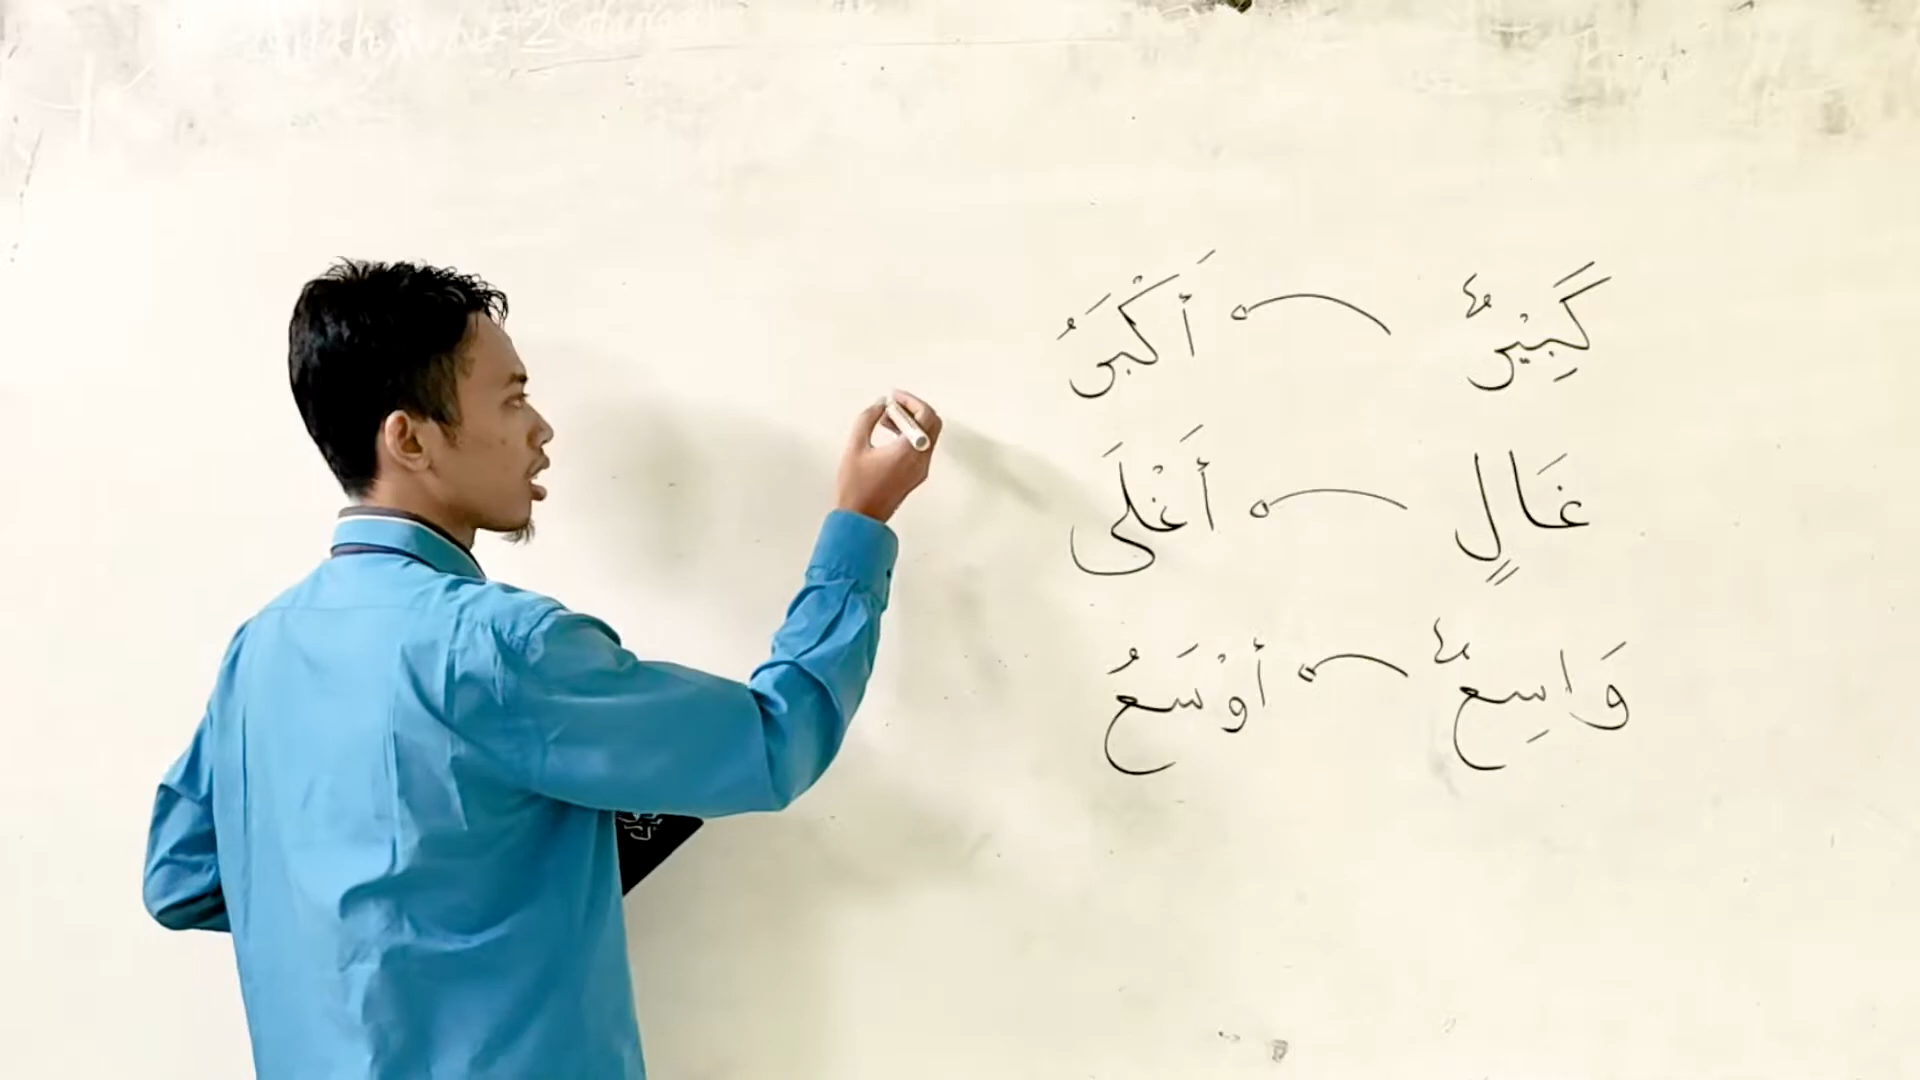 كَبِيْرٌ أَكْبَرُ
غَالٍ أَغْلَى
وَاسِعٌ أَوْسَعُ